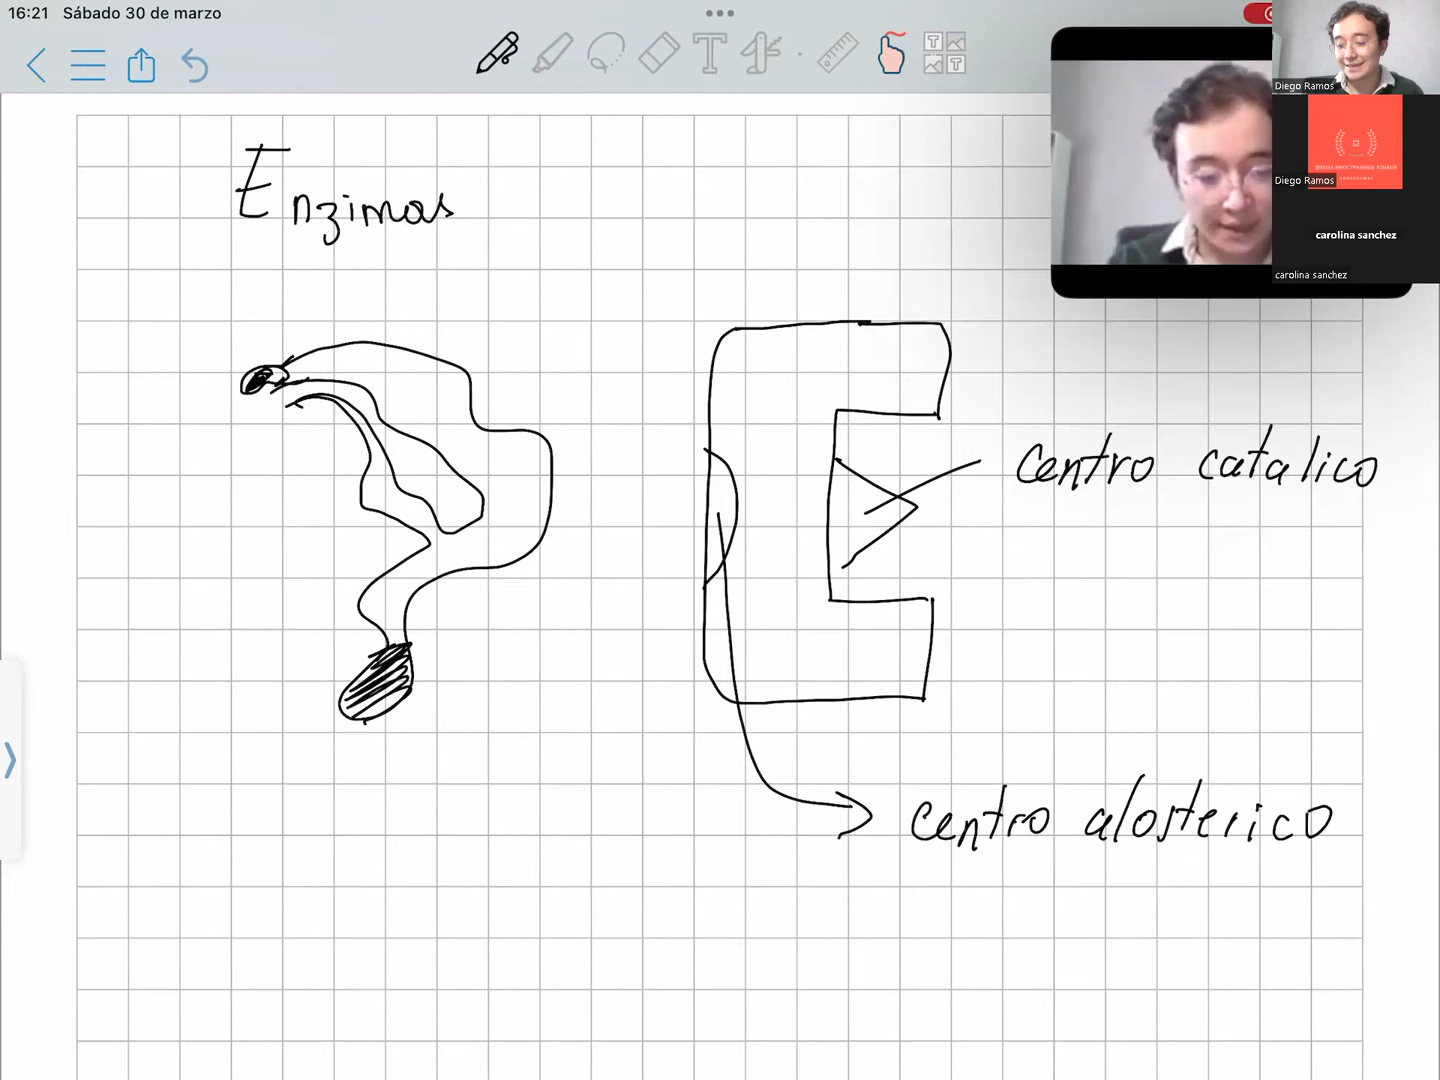 16:21 Sábado 30 de marzo
Diego Ramos
Diego Ramos
carolina sanchez
carolina sanchez
Enzimas
centro catalico
centro alosterico